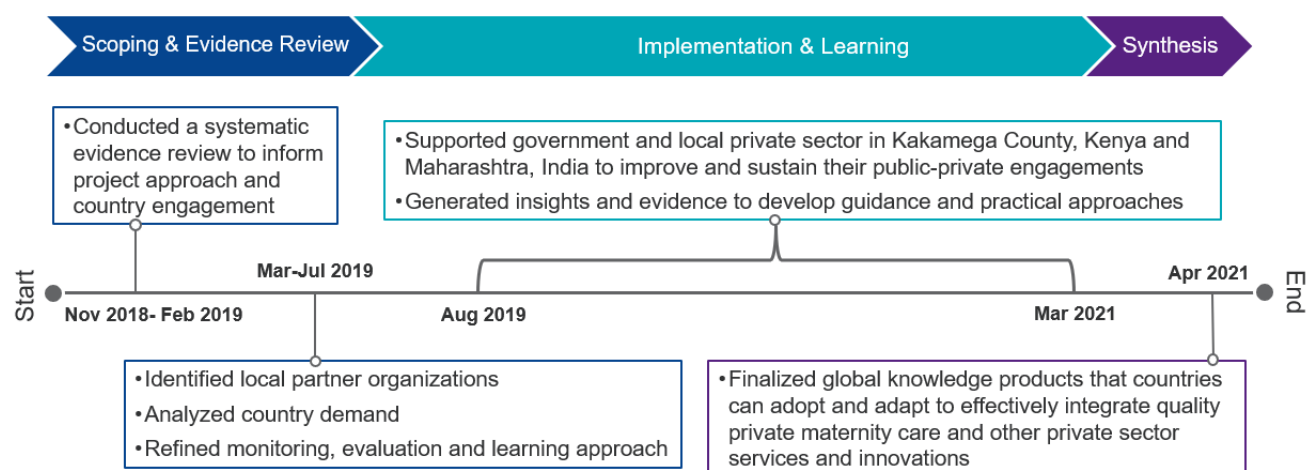 Scoping & Evidence Review
Implementation & Learning
Synthesis
•Conducted a systematic
evidence review to inform
project approach and
country engagement
•Supported government and local private sector in Kakamega County, Kenya and
Maharashtra, India to improve and sustain their public-private engagements
•Generated insights and evidence to develop guidance and practical approaches
Start
Nov 2018- Feb 2019
Mar-Jul 2019
Aug 2019
Mar 2021
Apr 2021
End
•Identified local partner organizations
•Analyzed country demand
•Refined monitoring, evaluation and learning approach
•Finalized global knowledge products that countries
can adopt and adapt to effectively integrate quality
private maternity care and other private sector
services and innovations